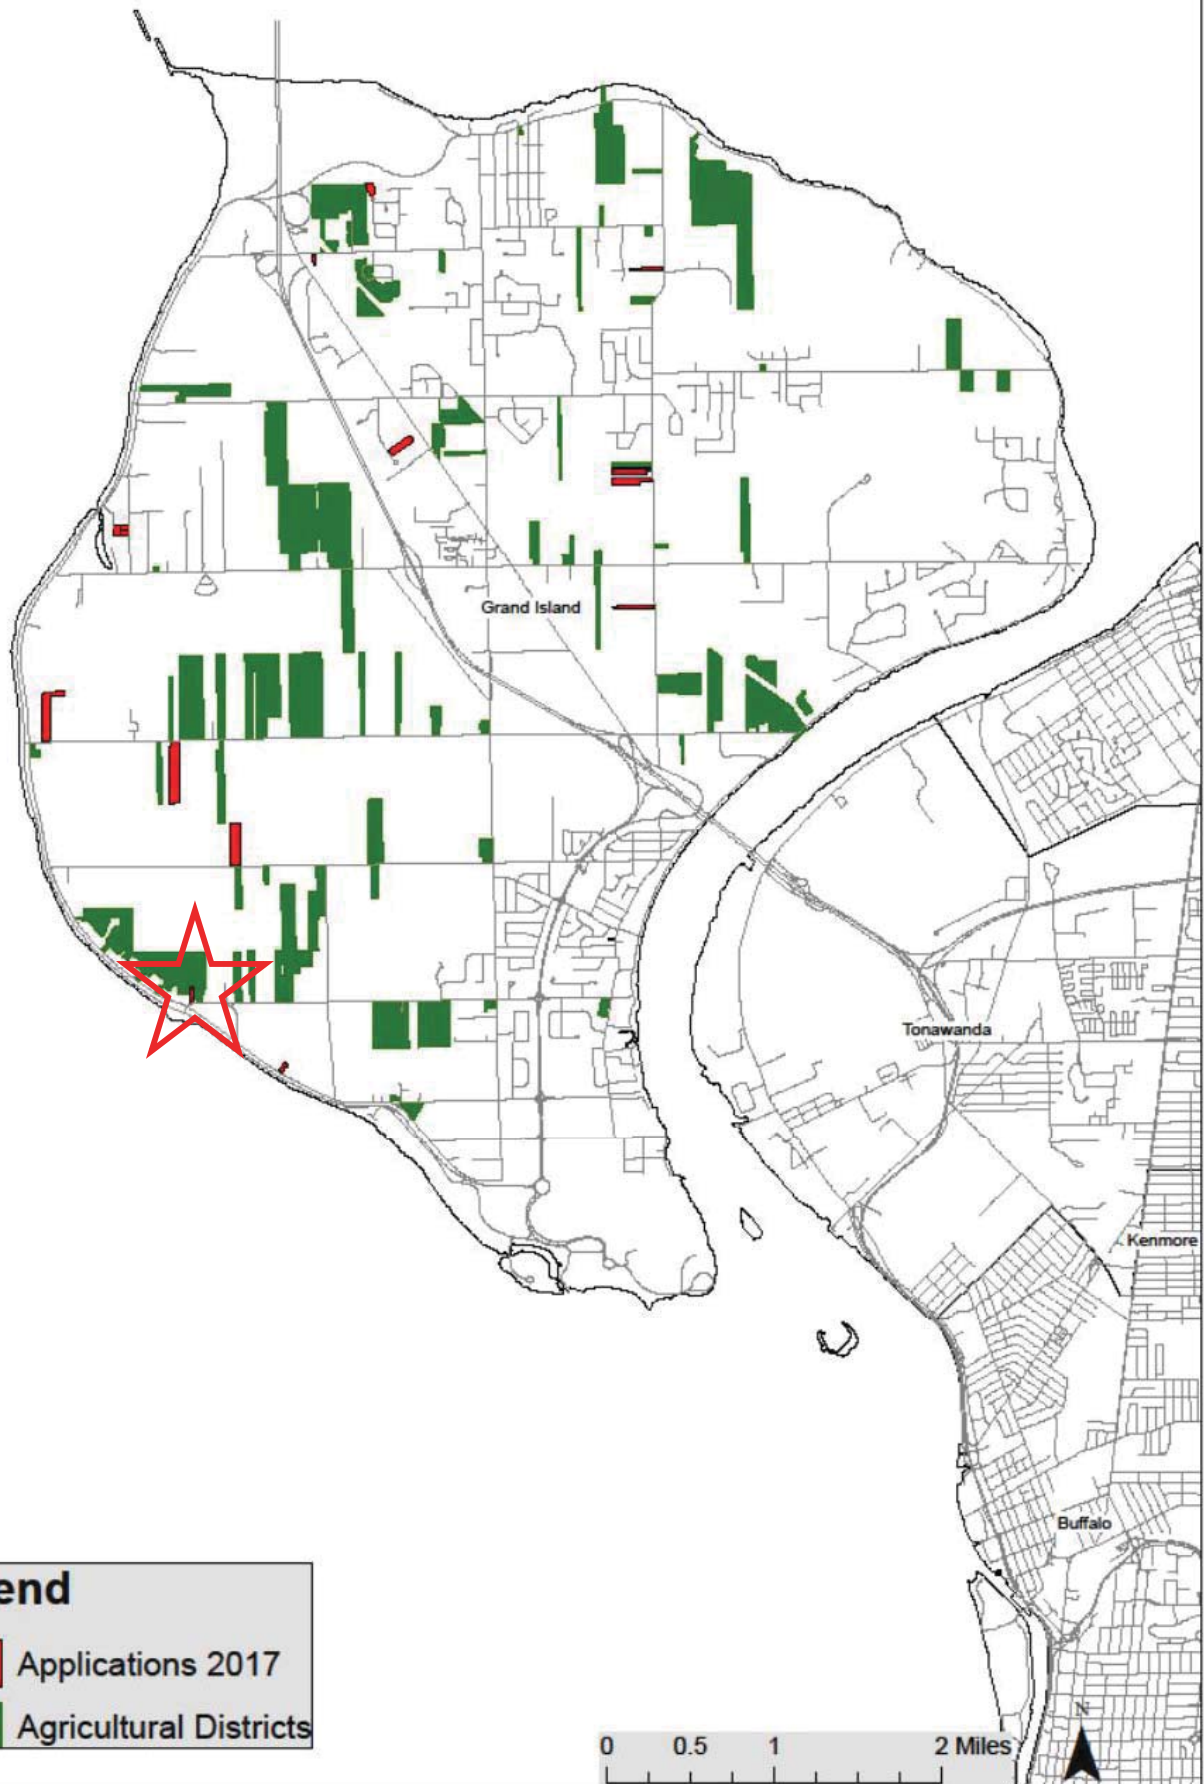 Grand Island
Tonawanda
Kenmore
Buffalo
end
Applications 2017
Agricultural Districts
0 0.5 1 2 Miles
N